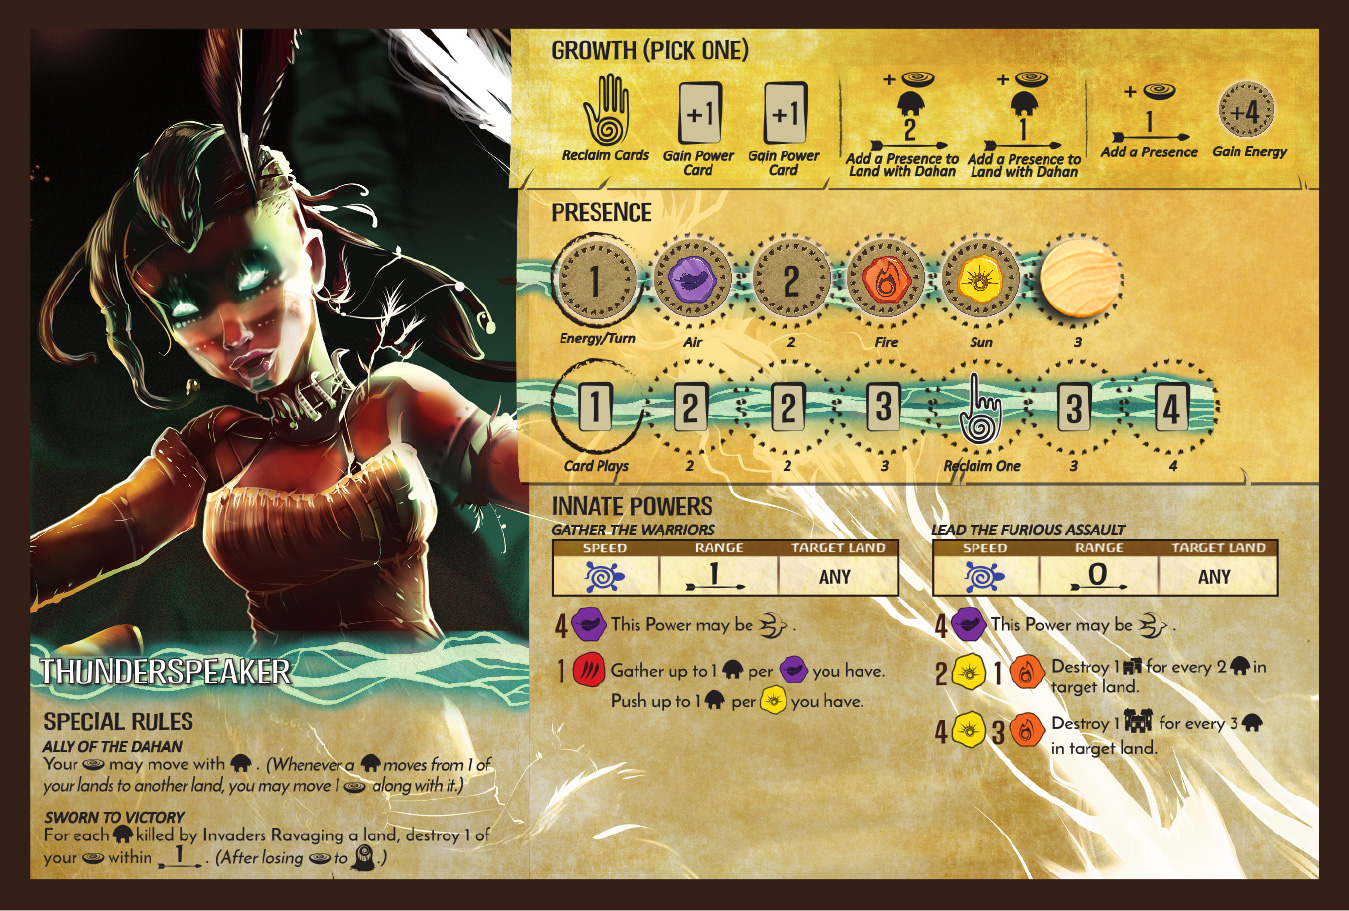 GROWTH (PICK ONE)
+1
+1
+
2
+
1
+
1
+4
Reclaim Cards
Gain Power
Card
Gain Power
Card
Add a Presence to
Land with Dahan
Add a Presence to
Land with Dahan
Add a Presence
Gain Energy
PRESENCE
1
2
Energy/Turn
Air
2
Fire
Sun
3
1
2
2
3
3
4
Card Plays
2
2
3
Reclaim One
3
4
INNATE POWERS
GATHER THE WARRIORS
SPEED RANGE TARGET LAND
1 ANY
4 This Power may be .
1 Gather up to 1 per you have.
Push up to 1 per you have.
LEAD THE FURIOUS ASSAULT
SPEED RANGE TARGET LAND
0 ANY
4 This Power may be .
2 1 Destroy 1 for every 2 in
target land.
4 3 Destroy 1 for every 3
in target land.
THUNDERSPEAKER
SPECIAL RULES
ALLY OF THE DAHAN
Your may move with . (Whenever a moves from 1 of
your lands to another land, you may move 1 along with it.)
SWORN TO VICTORY
For each killed by Invaders Ravaging a land, destroy 1 of
your within 1 . (After losing to .)